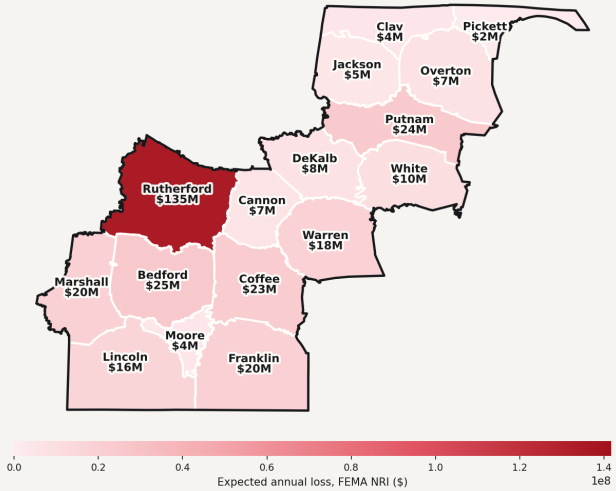 Clay
$4M
Pickett
$2M
Jackson
$5M
Overton
$7M
Putnam
$24M
DeKalb
$8M
White
$10M
Rutherford
$135M
Cannon
$7M
Warren
$18M
Marshall
$20M
Bedford
$25M
Coffee
$23M
Moore
$4M
Lincoln
$16M
Franklin
$20M
0.0 0.2 0.4 0.6 0.8 1.0 1.2 1.4
1e8
Expected annual loss, FEMA NRI ($)